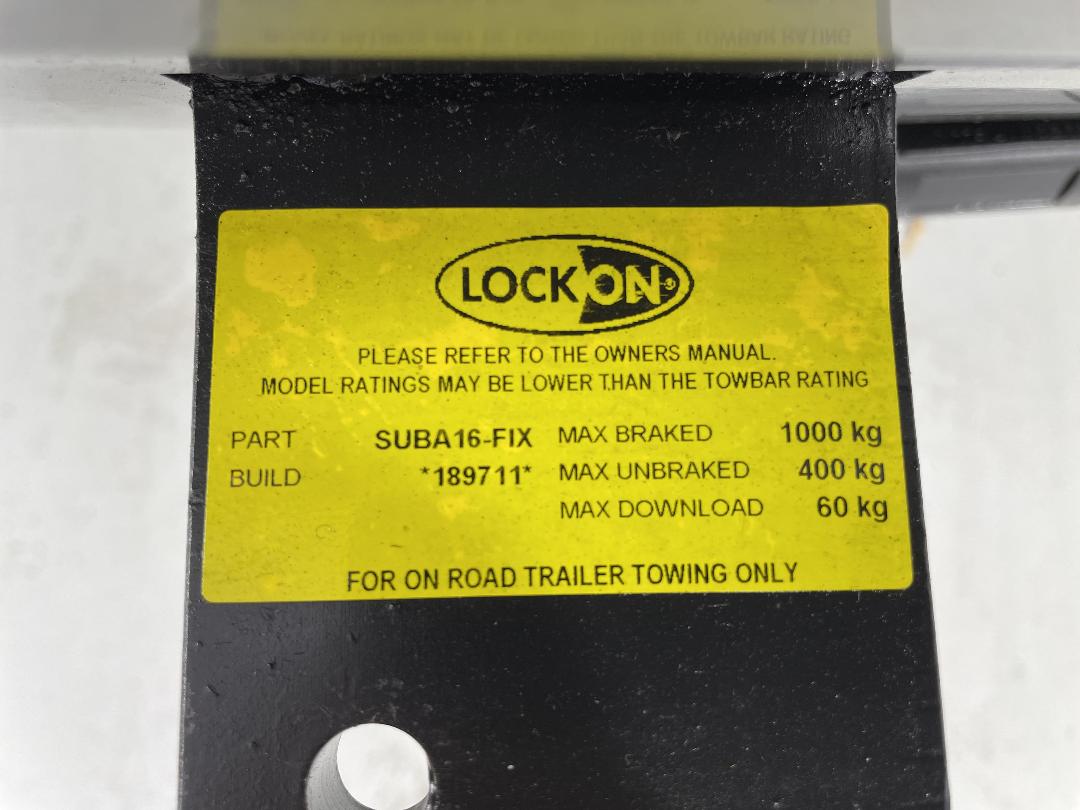 LOCK ON®
PLEASE REFER TO THE OWNERS MANUAL.
MODEL RATINGS MAY BE LOWER THAN THE TOWBAR RATING
PART SUBA16-FIX MAX BRAKED 1000 kg
BUILD *189711* MAX UNBRAKED 400 kg
MAX DOWNLOAD 60 kg
FOR ON ROAD TRAILER TOWING ONLY